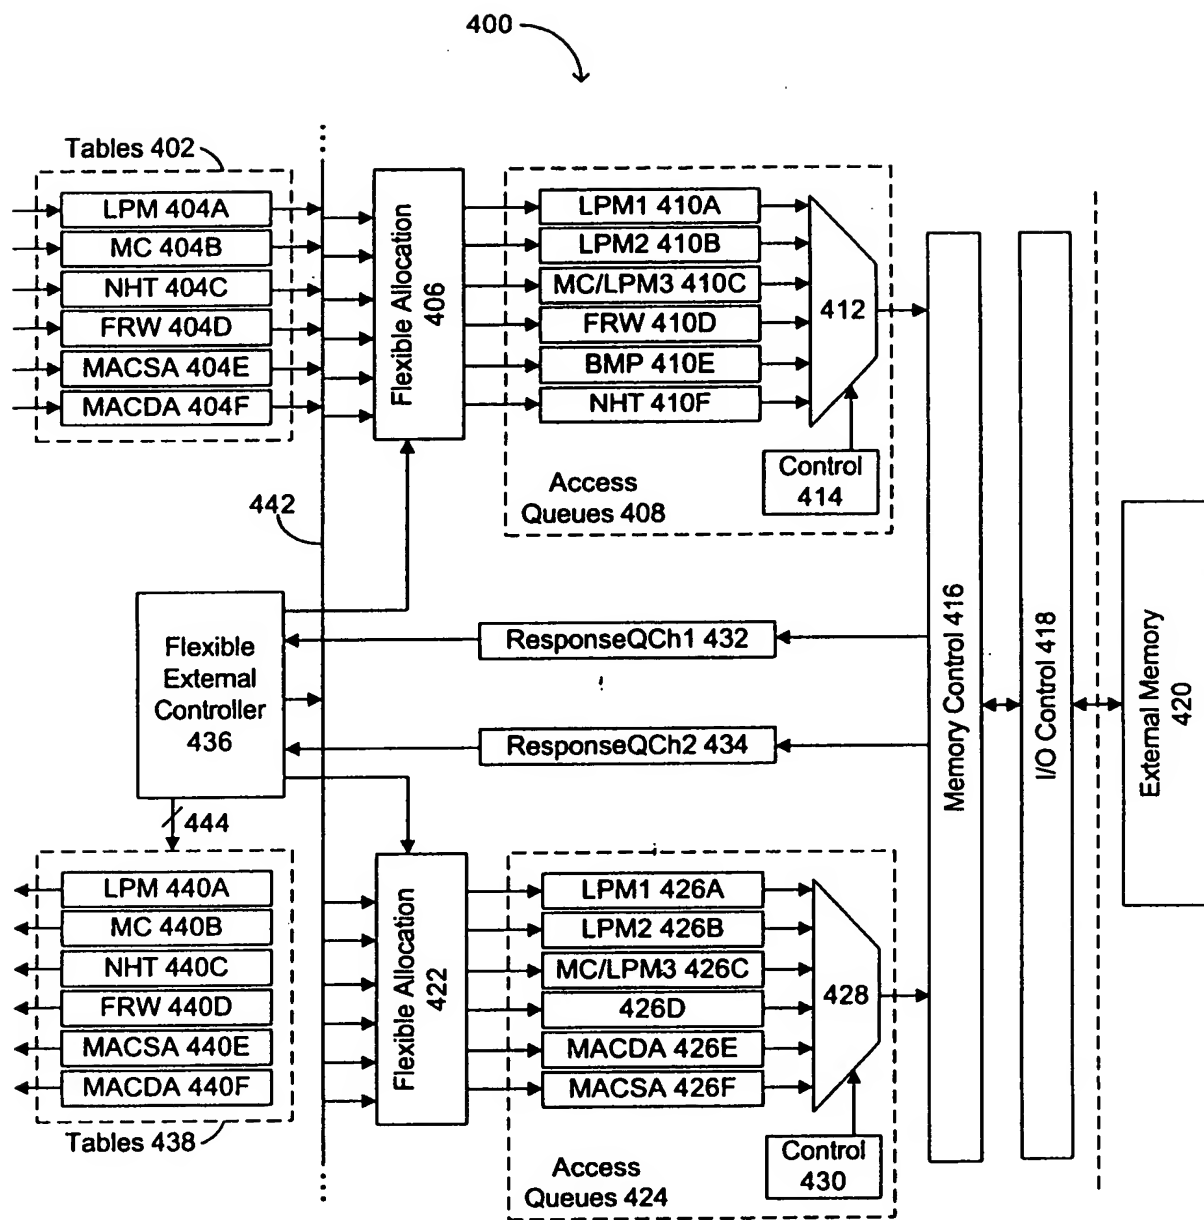 400
Tables 402
LPM 404A
MC 404B
NHT 404C
FRW 404D
MACSA 404E
MACDA 404F
Flexible Allocation
406
LPM1 410A
LPM2 410B
MC/LPM3 410C
FRW 410D
BMP 410E
NHT 410F
412
Control
414
Access
Queues 408
442
Flexible
External
Controller
436
ResponseQCh1 432
ResponseQCh2 434
Memory Control 416
I/O Control 418
External Memory
420
444
LPM 440A
MC 440B
NHT 440C
FRW 440D
MACSA 440E
MACDA 440F
Tables 438
Flexible Allocation
422
LPM1 426A
LPM2 426B
MC/LPM3 426C
426D
MACDA 426E
MACSA 426F
428
Control
430
Access
Queues 424